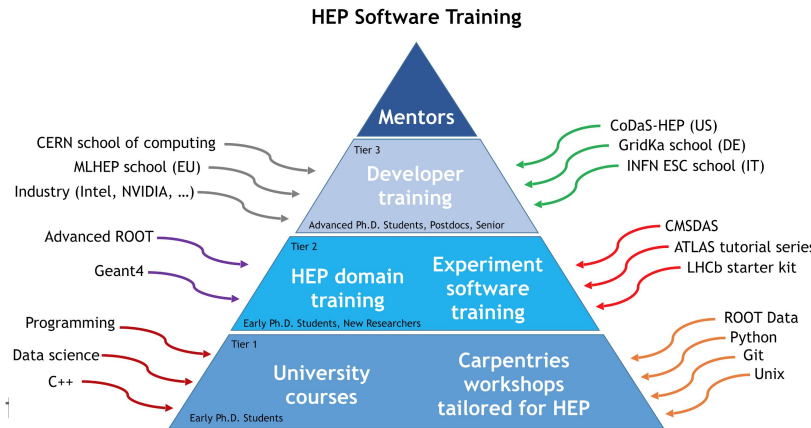 HEP Software Training
Mentors
CERN school of computing
MLHEP school (EU)
Industry (Intel, NVIDIA, …)
CoDaS-HEP (US)
GridKa school (DE)
INFN ESC school (IT)
Tier 3
Developer
training
Advanced Ph.D. Students, Postdocs, Senior
Advanced ROOT
Geant4
CMSDAS
ATLAS tutorial series
LHCb starter kit
Tier 2
HEP domain
training
Experiment
software
training
Early Ph.D. Students, New Researchers
Programming
Data science
C++
ROOT Data
Python
Git
Unix
Tier 1
University
courses
Carpentries
workshops
tailored for HEP
Early Ph.D. Students